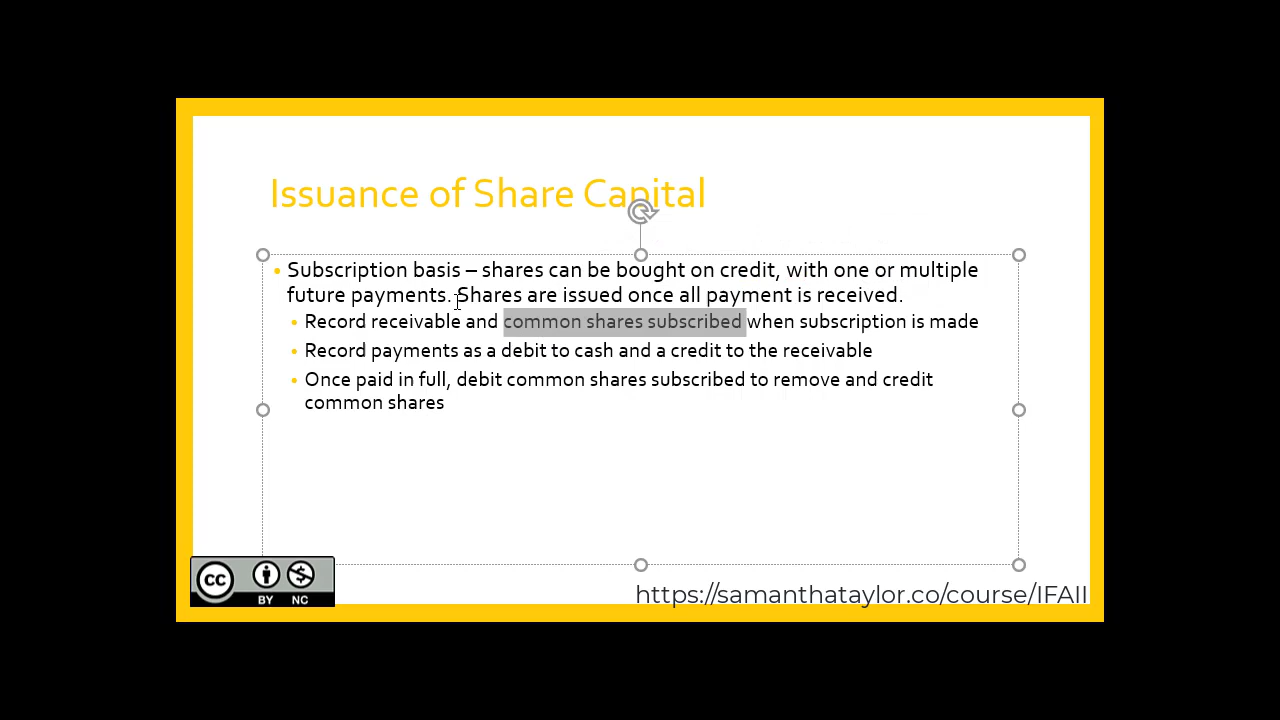 Issuance of Share Capital
Subscription basis – shares can be bought on credit, with one or multiple
future payments. Shares are issued once all payment is received.
Record receivable and common shares subscribed when subscription is made
Record payments as a debit to cash and a credit to the receivable
Once paid in full, debit common shares subscribed to remove and credit
common shares
cc
BY NC
https://samanthataylor.co/course/IFAII